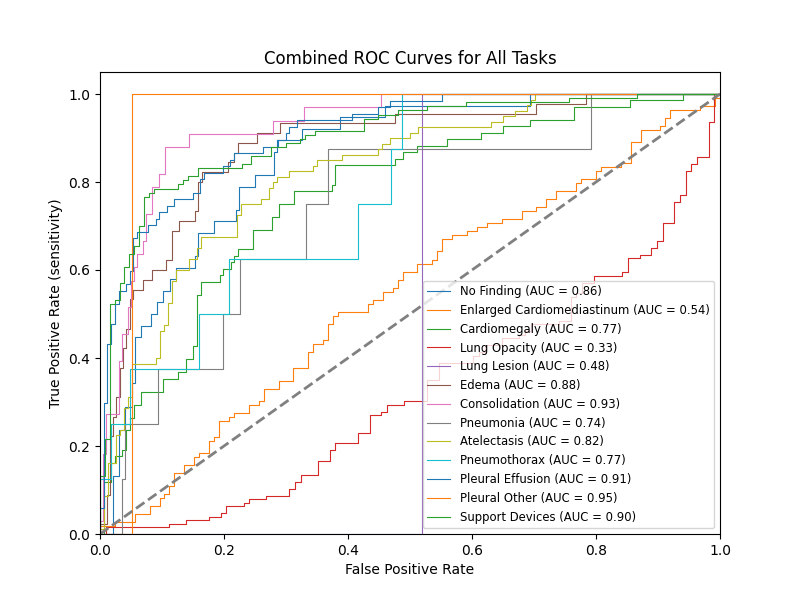 Combined ROC Curves for All Tasks
True Positive Rate (sensitivity)
1.0
0.8
0.6
0.4
0.2
0.0
No Finding (AUC = 0.86)
Enlarged Cardiomediastinum (AUC = 0.54)
Cardiomegaly (AUC = 0.77)
Lung Opacity (AUC = 0.33)
Lung Lesion (AUC = 0.48)
Edema (AUC = 0.88)
Consolidation (AUC = 0.93)
Pneumonia (AUC = 0.74)
Atelectasis (AUC = 0.82)
Pneumothorax (AUC = 0.77)
Pleural Effusion (AUC = 0.91)
Pleural Other (AUC = 0.95)
Support Devices (AUC = 0.90)
0.0 0.2 0.4 0.6 0.8 1.0
False Positive Rate